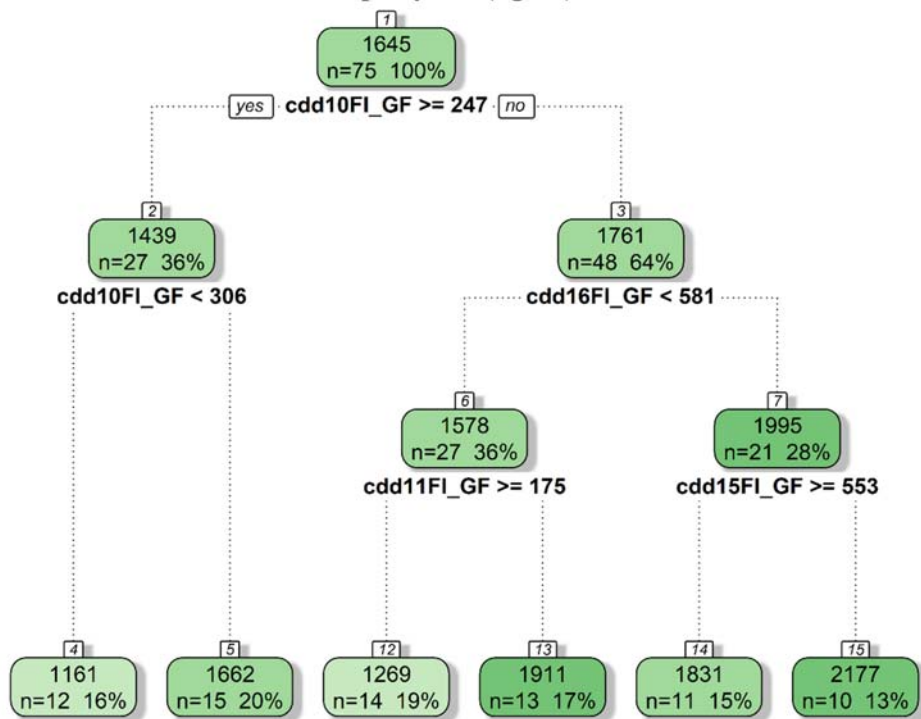 1
1645
n=75 100%
yes cdd10FI_GF >= 247 no
2
1439
n=27 36%
cdd10FI_GF < 306
3
1761
n=48 64%
cdd16FI_GF < 581
6
1578
n=27 36%
cdd11FI_GF >= 175
7
1995
n=21 28%
cdd15FI_GF >= 553
4
1161
n=12 16%
5
1662
n=15 20%
12
1269
n=14 19%
13
1911
n=13 17%
14
1831
n=11 15%
15
2177
n=10 13%